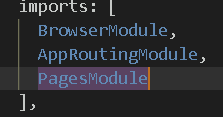 imports: [
BrowserModule,
AppRoutingModule,
PagesModule
],